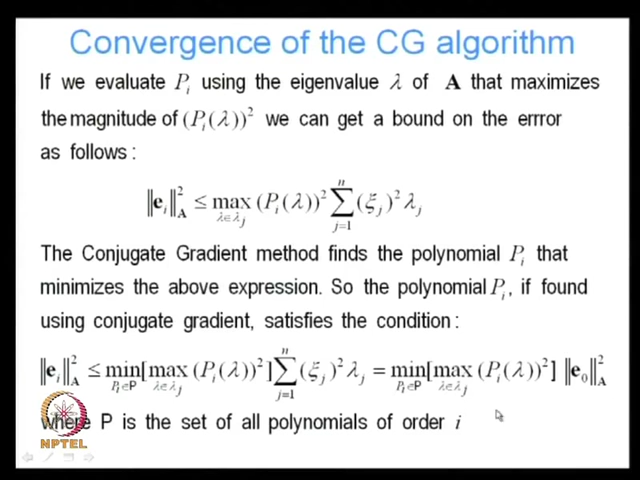 Convergence of the CG algorithm
If we evaluate P_i using the eigenvalue λ of A that maximizes
the magnitude of (P_i(λ))² we can get a bound on the errror
as follows :
‖e_i‖²_A ≤ max_{λ∈λ_j} (P_i(λ))² ∑_{j=1}^{n} (ξ_j)² λ_j
The Conjugate Gradient method finds the polynomial P_i that
minimizes the above expression. So the polynomial P_i, if found
using conjugate gradient, satisfies the condition :
‖e_i‖²_A ≤ min_{P_i∈P} [max_{λ∈λ_j} (P_i(λ))²] ∑_{j=1}^{n} (ξ_j)² λ_j = min_{P_i∈P} [max_{λ∈λ_j} (P_i(λ))²] ‖e_0‖²_A
where P is the set of all polynomials of order i
NPTEL